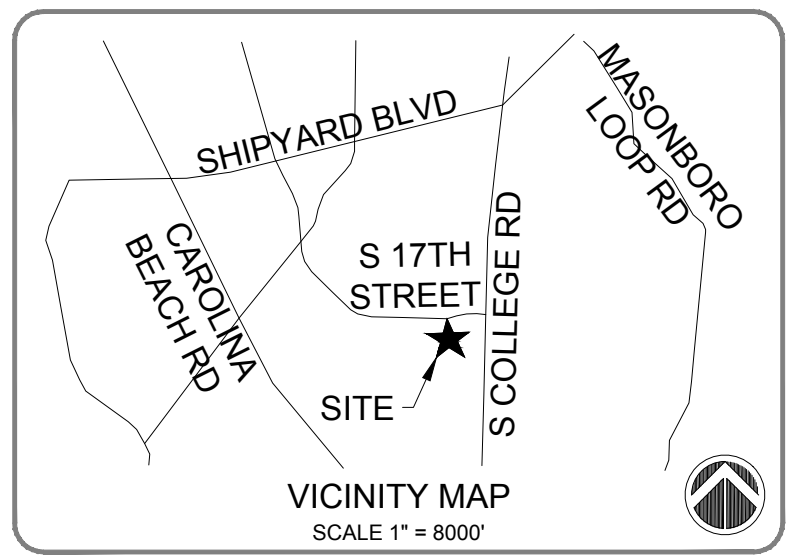 SHIPYARD BLVD
MASONBORO
LOOP RD
CAROLINA
BEACH RD
S 17TH
STREET
S COLLEGE RD
SITE
VICINITY MAP
SCALE 1" = 8000'